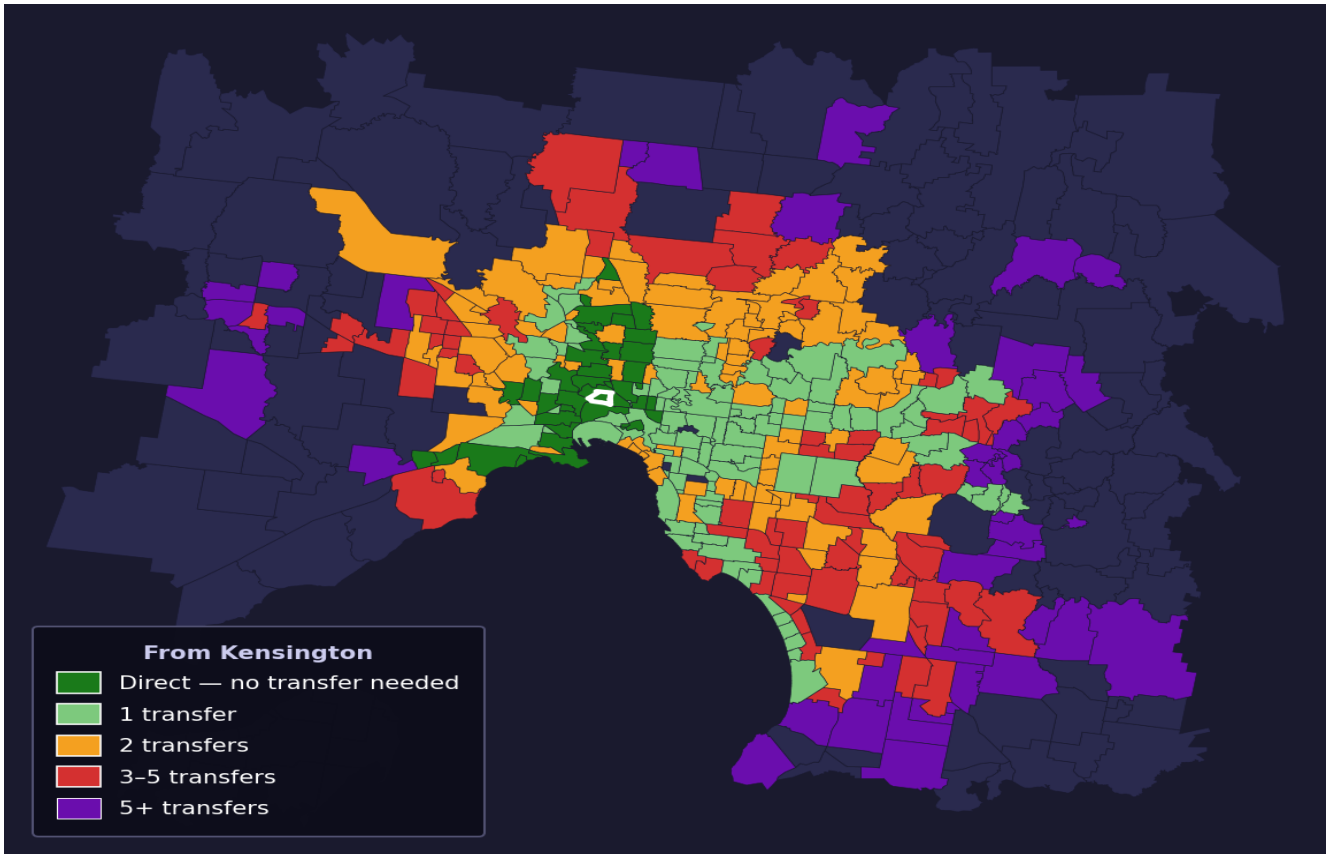 From Kensington
Direct — no transfer needed
1 transfer
2 transfers
3–5 transfers
5+ transfers